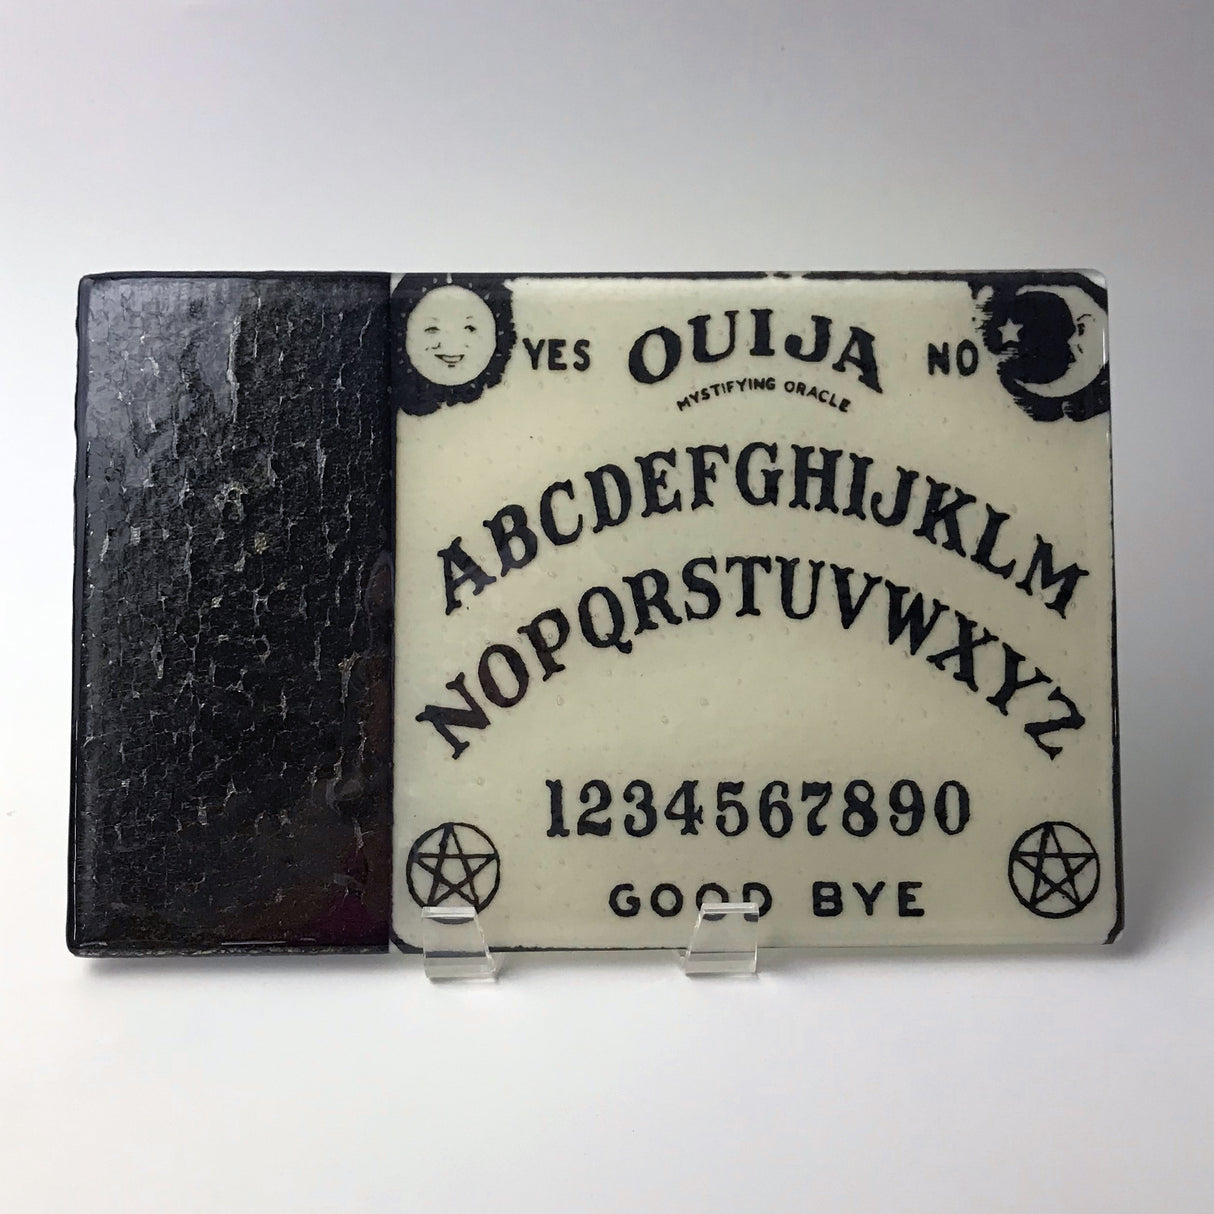 YES OUIJA NO
MYSTIFYING ORACLE
ABCDEFGHIJKLM
NOPQRSTUVWXYZ
1234567890
GOOD BYE